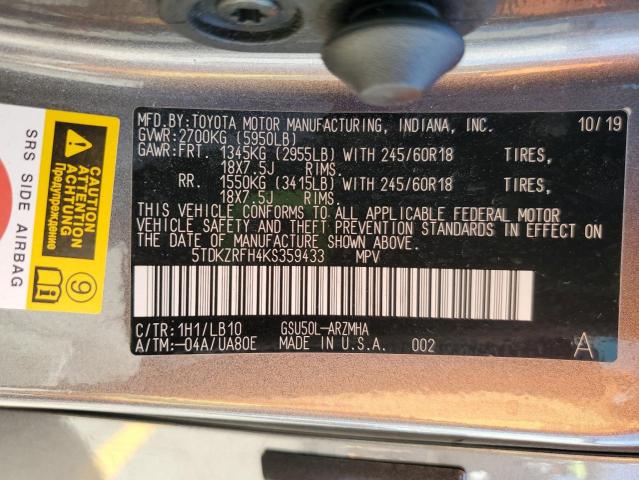 MFD.BY:TOYOTA MOTOR MANUFACTURING, INDIANA, INC. 10/19
GVWR:2700KG (5950LB)
GAWR:FRT. 1345KG (2955LB) WITH 245/60R18 TIRES,
18X7.5J RIMS.
RR. 1550KG (3415LB) WITH 245/60R18 TIRES,
18X7.5J RIMS.
THIS VEHICLE CONFORMS TO ALL APPLICABLE FEDERAL MOTOR
VEHICLE SAFETY AND THEFT PREVENTION STANDARDS IN EFFECT ON
THE DATE OF MANUFACTURE SHOWN ABOVE.
5TDKZRFH4KS359433 MPV
C/TR:1H1/LB10 GSU50L-ARZMHA
A/TM:-04A/UA80E MADE IN U.S.A. 002 A
SRS SIDE AIRBAG
CAUTION
ATTENTION
ACHTUNG
Предупреждение
9